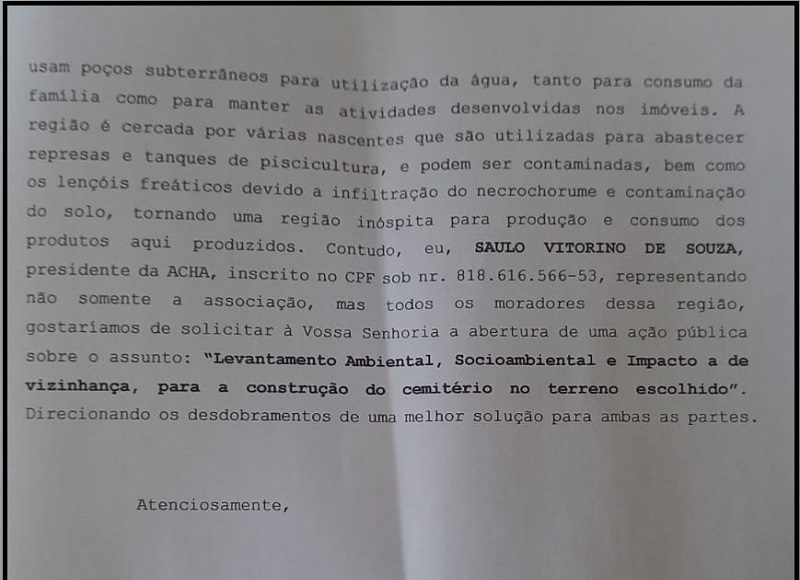 usam poços subterrâneos para utilização da água, tanto para consumo da
família como para manter as atividades desenvolvidas nos imóveis. A
região é cercada por várias nascentes que são utilizadas para abastecer
represas e tanques de piscicultura, e podem ser contaminadas, bem como
os lençóis freáticos devido a infiltração do necrochorume e contaminação
do solo, tornando uma região inóspita para produção e consumo dos
produtos aqui produzidos. Contudo, eu, SAULO VITORINO DE SOUZA,
presidente da ACHA, inscrito no CPF sob nr. 818.616.566-53, representando
não somente a associação, mas todos os moradores dessa região,
gostaríamos de solicitar à Vossa Senhoria a abertura de uma ação pública
sobre o assunto: "Levantamento Ambiental, Socioambiental e Impacto a de
vizinhança, para a construção do cemitério no terreno escolhido".
Direcionando os desdobramentos de uma melhor solução para ambas as partes.
Atenciosamente,